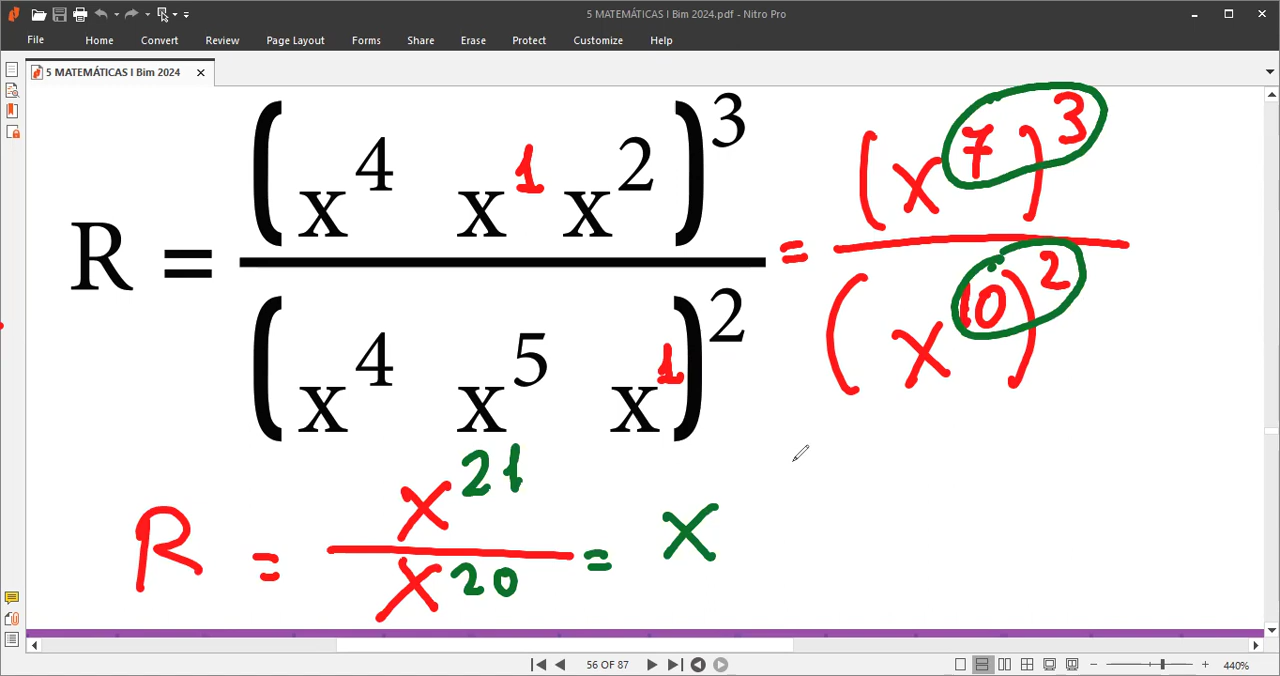 5 MATEMÁTICAS I Bim 2024.pdf - Nitro Pro
File Home Convert Review Page Layout Forms Share Erase Protect Customize Help
5 MATEMÁTICAS I Bim 2024 ×
R = (x⁴ x¹ x²)³ / (x⁴ x⁵ x¹)² = (x⁷)³ / (x¹⁰)²
R = x²¹ / x²⁰ = x
56 OF 87
440%